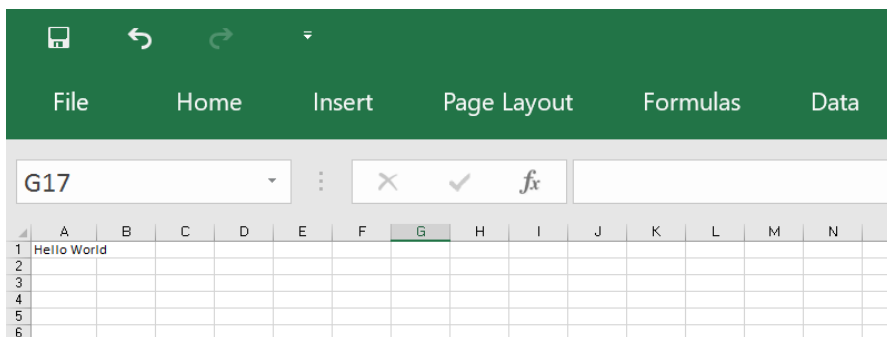 File Home Insert Page Layout Formulas Data
G17 fx
A B C D E F G H I J K L M N
1 Hello World
2
3
4
5
6